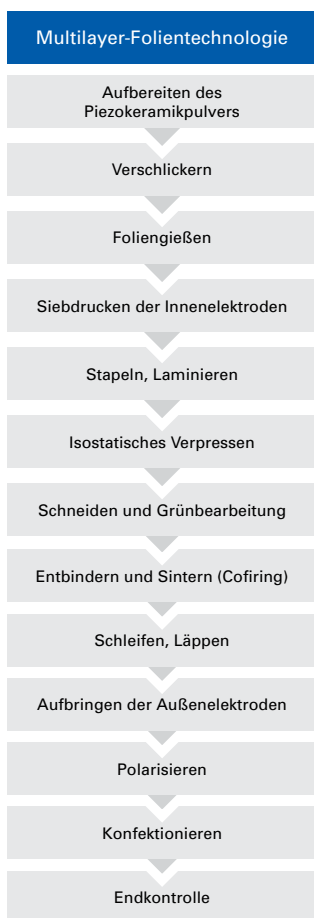 Multilayer-Folientechnologie
Aufbereiten des
Piezokeramikpulvers
Verschlickern
Foliengießen
Siebdrucken der Innenelektroden
Stapeln, Laminieren
Isostatisches Verpressen
Schneiden und Grünbearbeitung
Entbindern und Sintern (Cofiring)
Schleifen, Läppen
Aufbringen der Außenelektroden
Polarisieren
Konfektionieren
Endkontrolle